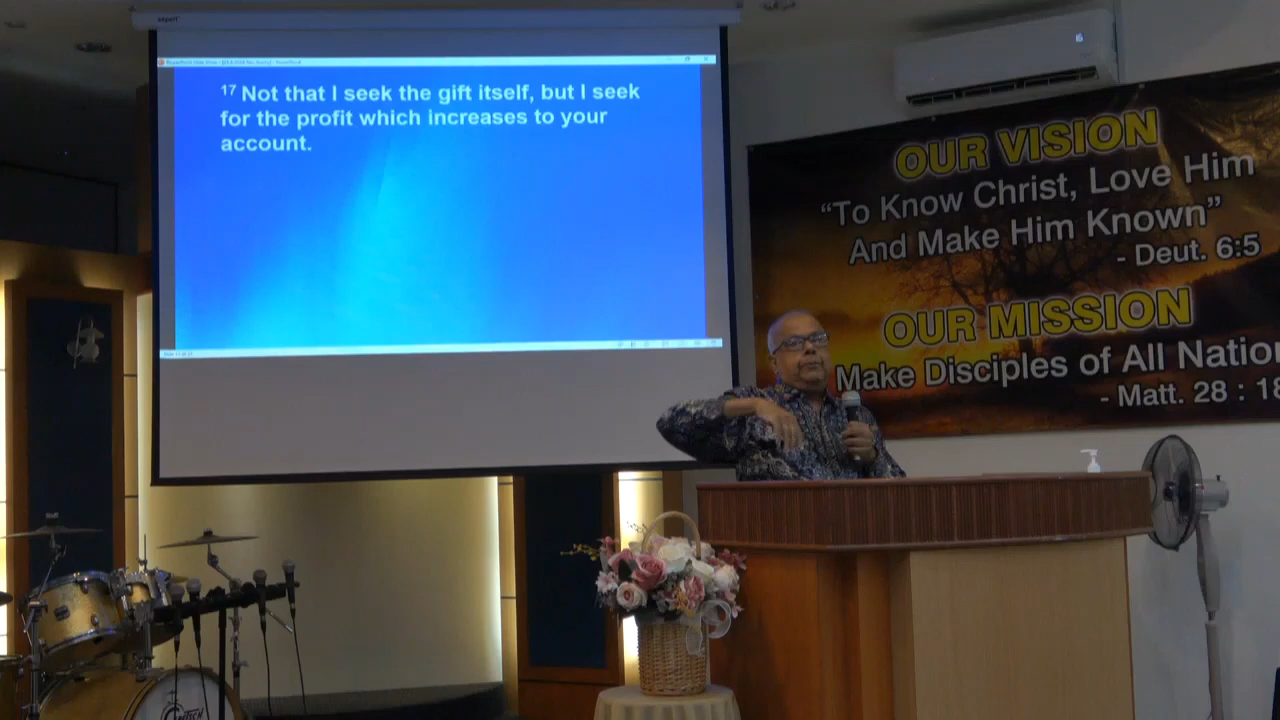 17 Not that I seek the gift itself, but I seek
for the profit which increases to your
account.
OUR VISION
“To Know Christ, Love Him
And Make Him Known”
- Deut. 6:5
OUR MISSION
Make Disciples of All Natio
- Matt. 28 : 18
GRETSCH